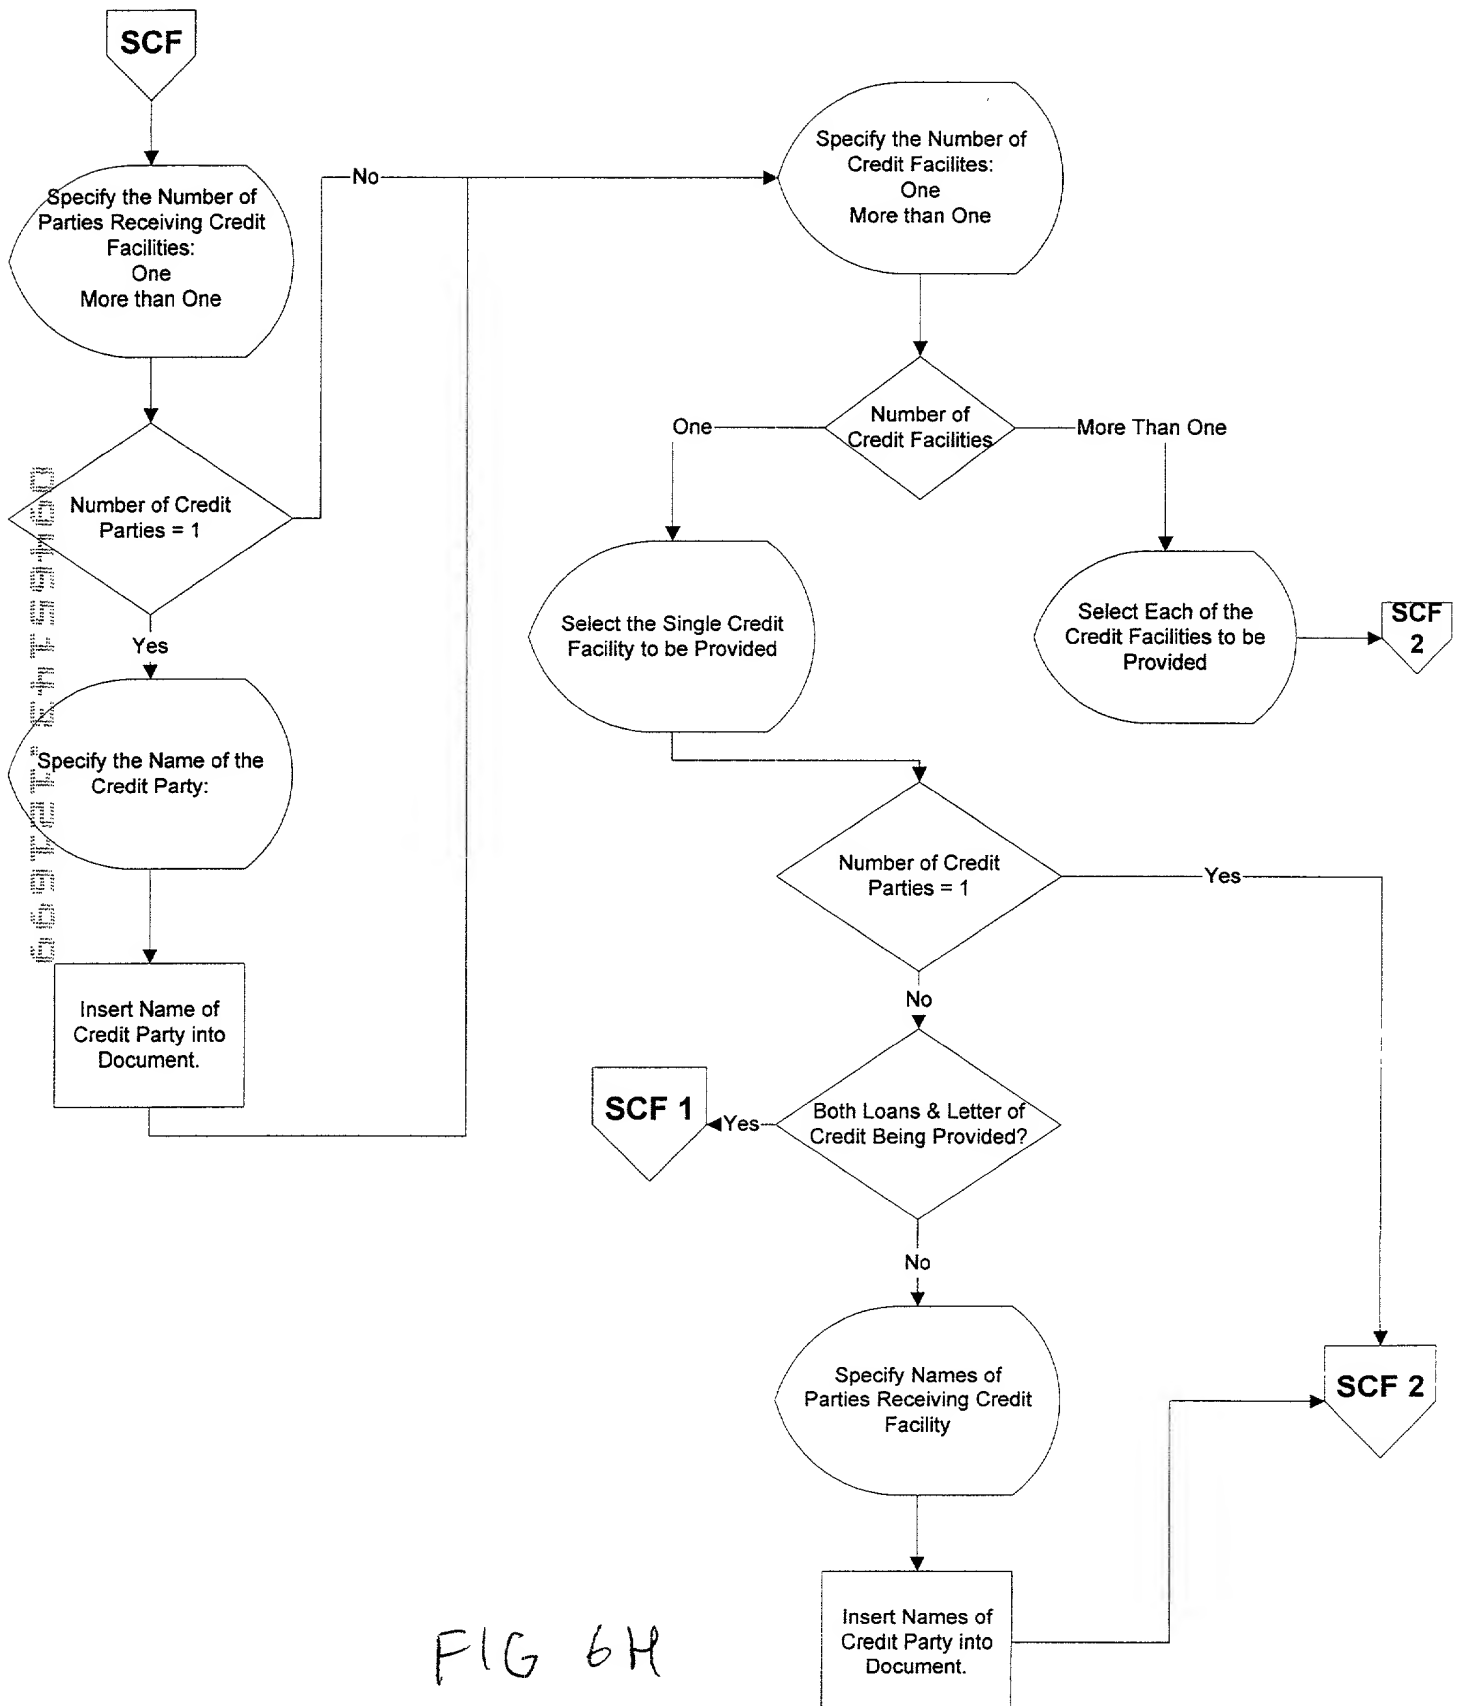 SCF
Specify the Number of
Parties Receiving Credit
Facilities:
One
More than One
Number of Credit
Parties = 1
No
Yes
Specify the Name of the
Credit Party:
Insert Name of
Credit Party into
Document.
Specify the Number of
Credit Facilites:
One
More than One
Number of
Credit Facilities
One
More Than One
Select the Single Credit
Facility to be Provided
Select Each of the
Credit Facilities to be
Provided
SCF
2
Number of Credit
Parties = 1
Yes
No
Both Loans & Letter of
Credit Being Provided?
Yes
SCF 1
No
Specify Names of
Parties Receiving Credit
Facility
SCF 2
Insert Names of
Credit Party into
Document.
FIG 6H